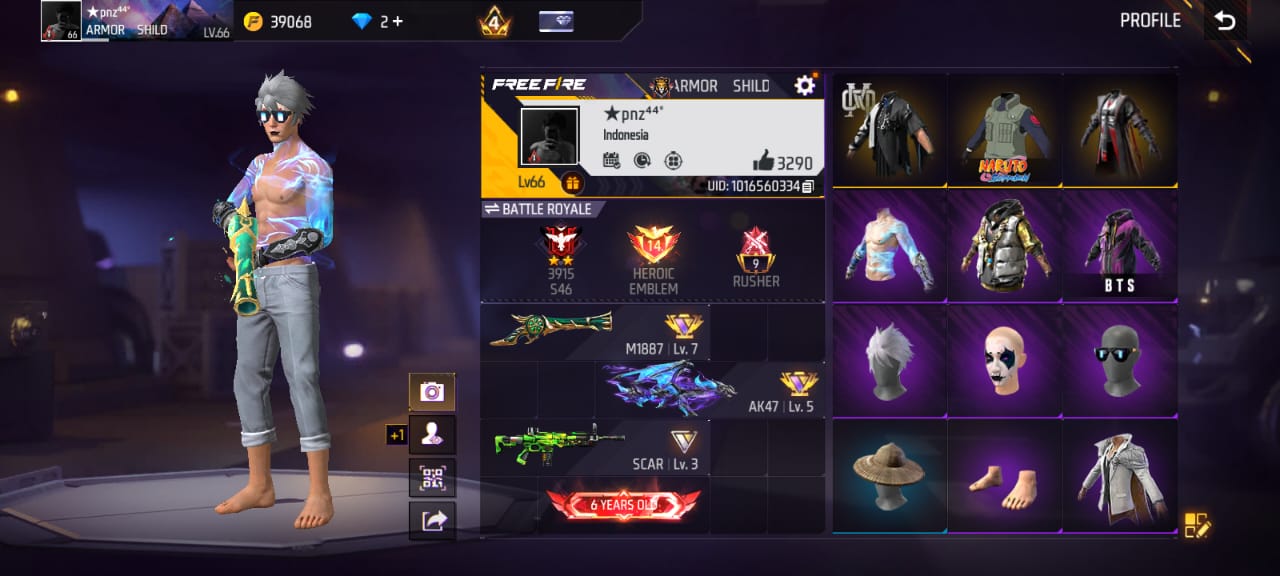 ★pnz⁴⁴*
ARMOR SHILD
66
LV.66
39068
2 +
4
PROFILE
FREE FIRE
ARMOR SHILD
★pnz⁴⁴*
Indonesia
3290
Lv66
UID: 1016560334
BATTLE ROYALE
3915
S46
14
HEROIC
EMBLEM
9
RUSHER
M1887 | Lv. 7
AK47 | Lv. 5
SCAR | Lv. 3
6 YEARS OLD
+1
NARUTO
BTS